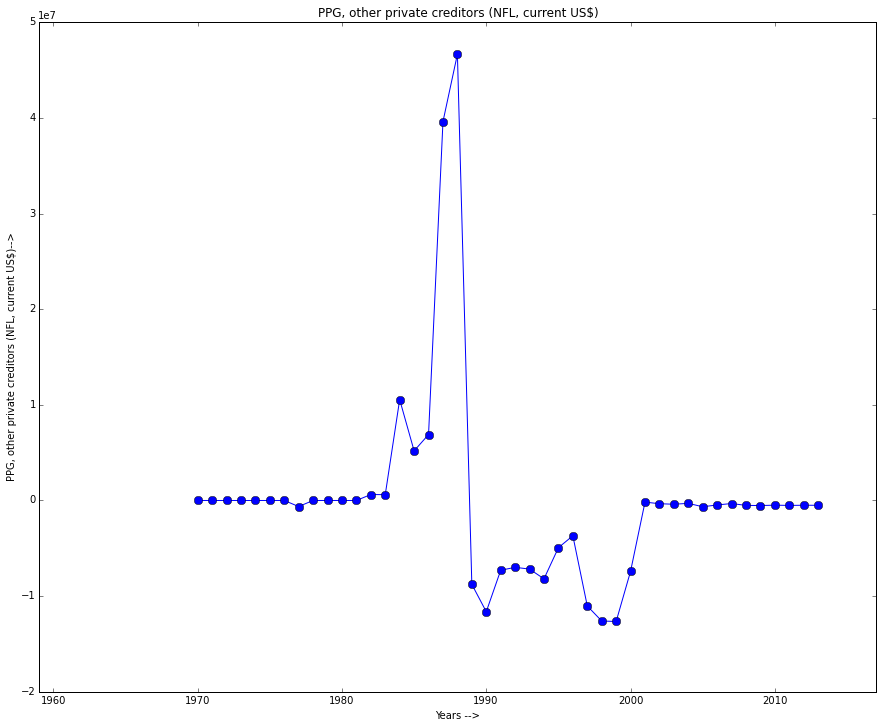 PPG, other private creditors (NFL, current US$)
1e7
5
4
3
2
1
0
−1
−2
PPG, other private creditors (NFL, current US$)-->
1960 1970 1980 1990 2000 2010
Years -->